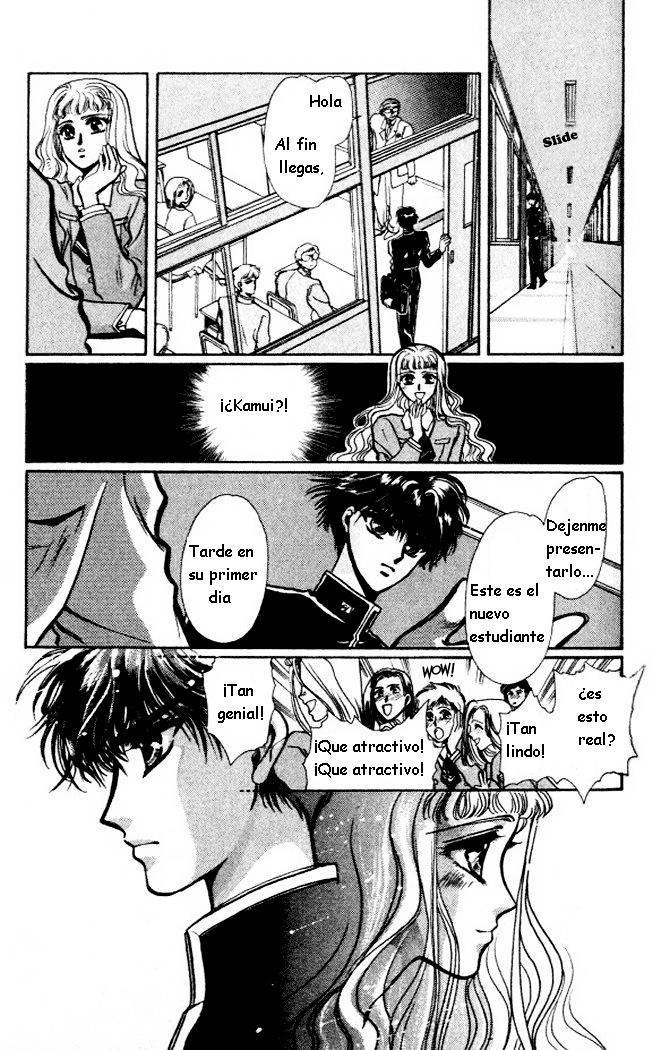 Slide
Hola
Al fin
llegas,
¡¿Kamui?!
Dejenme
presen-
tarlo...
Este es el
nuevo
estudiante
Tarde en
su primer
dia
¿es
esto
real?
¡Tan
lindo!
WOW!
¡Que atractivo!
¡Que atractivo!
¡Tan
genial!